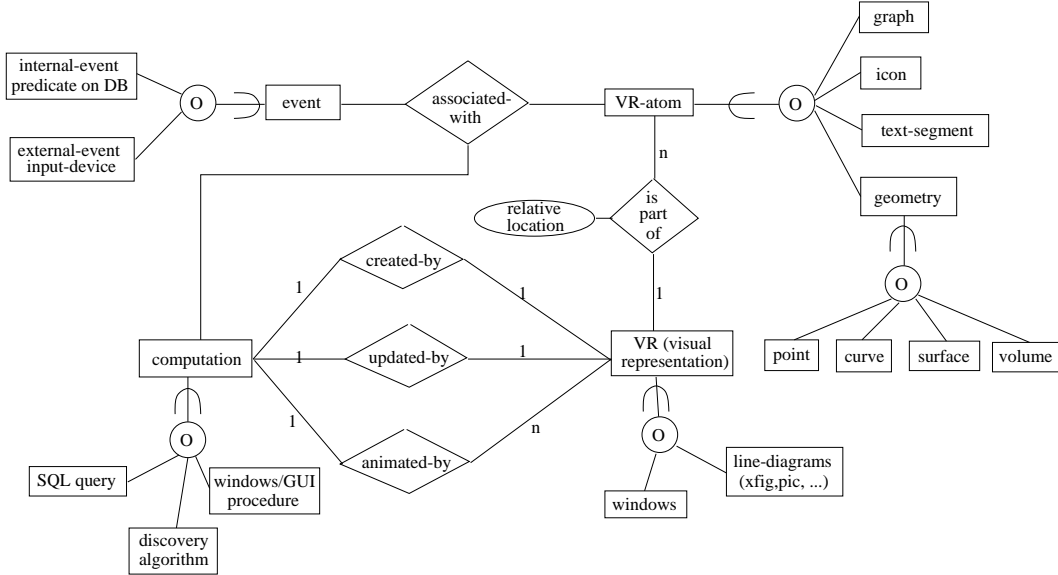 graph
internal-event
predicate on DB
O
event
associated-
with
VR-atom
O
icon
text-segment
external-event
input-device
n
geometry
relative
location
is
part
of
created-by
O
1
1
1
computation
1
updated-by
1
VR (visual
representation)
point
curve
surface
volume
1
n
O
O
animated-by
SQL query
windows/GUI
procedure
line-diagrams
(xfig,pic, ...)
windows
discovery
algorithm